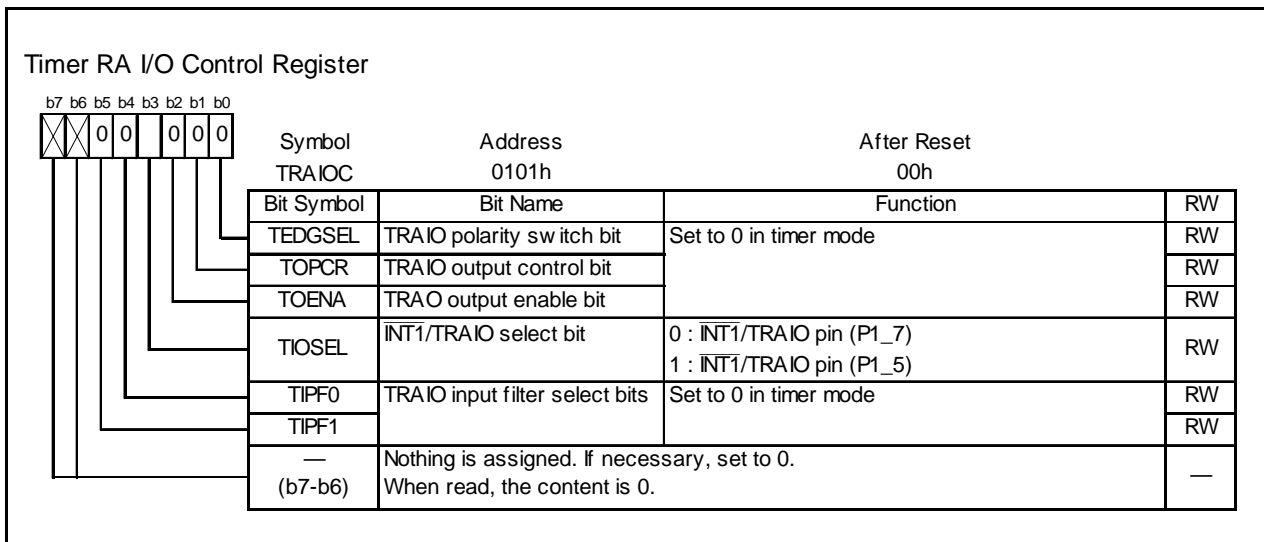 Timer RA I/O Control Register
b7 b6 b5 b4 b3 b2 b1 b0
0 0 0 0 0
Symbol Address After Reset
TRAIOC 0101h 00h
Bit Symbol Bit Name Function RW
TEDGSEL TRAIO polarity switch bit Set to 0 in timer mode RW
TOPCR TRAIO output control bit RW
TOENA TRAO output enable bit RW
TIOSEL INT1/TRAIO select bit 0 : INT1/TRAIO pin (P1_7) RW
1 : INT1/TRAIO pin (P1_5)
TIPF0 TRAIO input filter select bits Set to 0 in timer mode RW
TIPF1 RW
— Nothing is assigned. If necessary, set to 0. —
(b7-b6) When read, the content is 0.